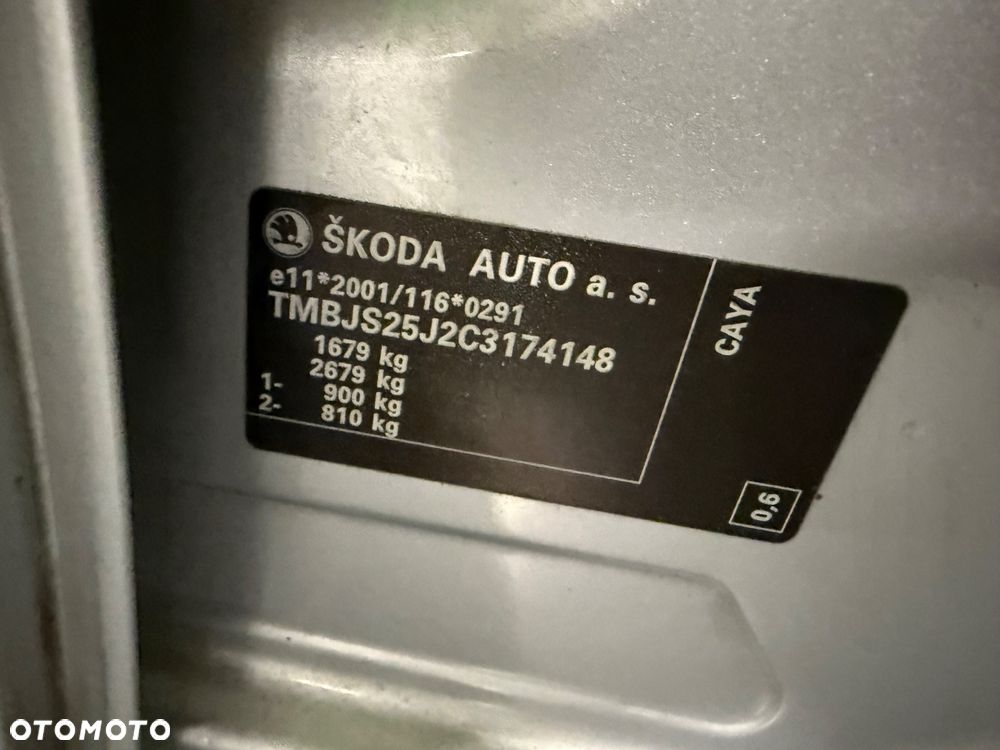 ŠKODA AUTO a. s.
e11*2001/116*0291
TMBJS25J2C3174148
1679 kg
2679 kg
1- 900 kg
2- 810 kg
CAYA
0,6
OTOMOTO